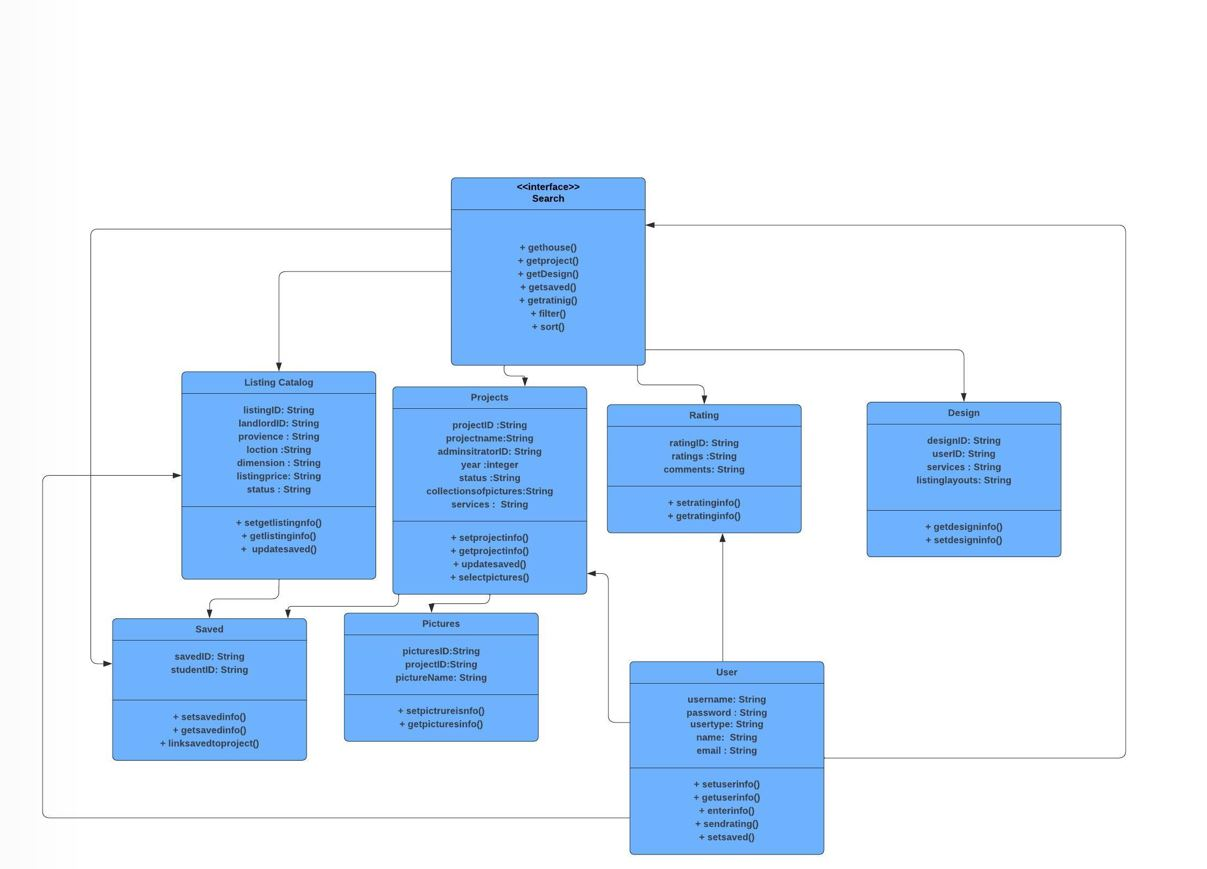 <<interface>>
Search
+ gethouse()
+ getproject()
+ getDesign()
+ getsaved()
+ getratinig()
+ filter()
+ sort()
Listing Catalog
listingID: String
landlordID: String
provience : String
loction :String
dimension : String
listingprice: String
status : String
+ setgetlistingnfo()
+ getlistinginfo()
+ updatesaved()
Projects
projectID :String
projectname:String
adminsitratorID: String
year :integer
status :String
collectionsofpictures:String
services : String
+ setprojectinfo()
+ getprojectinfo()
+ updatesaved()
+ selectpictures()
Rating
ratingID: String
ratings :String
comments: String
+ setratinginfo()
+ getratinginfo()
Design
designID: String
userID: String
services : String
listinglayouts: String
+ getdesigninfo()
+ setdesigninfo()
Saved
savedID: String
studentID: String
+ setsavedinfo()
+ getsavedinfo()
+ linksavedtoproject()
Pictures
picturesID:String
projectID:String
pictureName: String
+ setpictrureisnfo()
+ getpicturesinfo()
User
username: String
password : String
usertype: String
name: String
email : String
+ setuserinfo()
+ getuserinfo()
+ enterinfo()
+ sendrating()
+ setsaved()